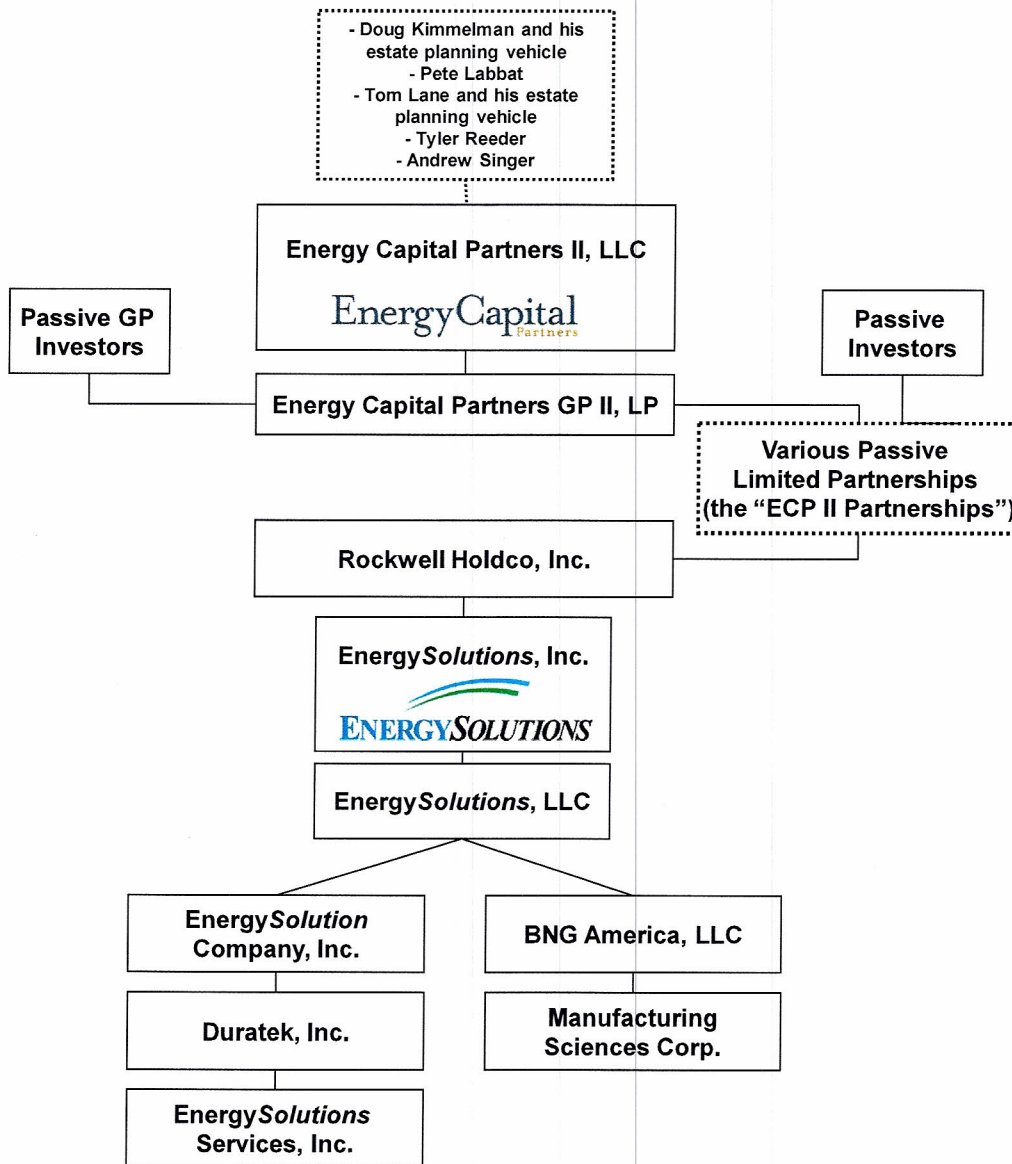 - Doug Kimmelman and his
estate planning vehicle
- Pete Labbat
- Tom Lane and his estate
planning vehicle
- Tyler Reeder
- Andrew Singer
Energy Capital Partners II, LLC
EnergyCapital
Partners
Passive GP
Investors
Passive
Investors
Energy Capital Partners GP II, LP
Various Passive
Limited Partnerships
(the “ECP II Partnerships”)
Rockwell Holdco, Inc.
EnergySolutions, Inc.
ENERGYSOLUTIONS
EnergySolutions, LLC
EnergySolution
Company, Inc.
BNG America, LLC
Duratek, Inc.
Manufacturing
Sciences Corp.
EnergySolutions
Services, Inc.